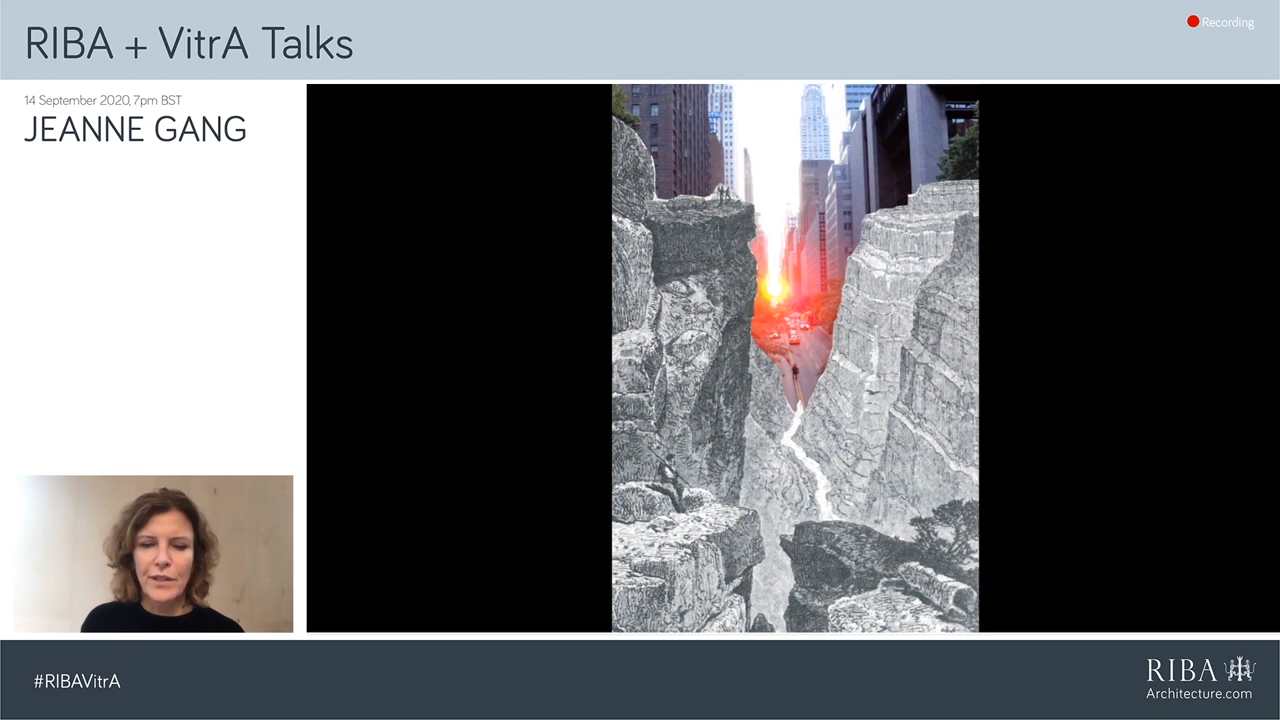 RIBA + VitrA Talks
Recording
14 September 2020, 7pm BST
JEANNE GANG
#RIBAVitrA
RIBA
Architecture.com